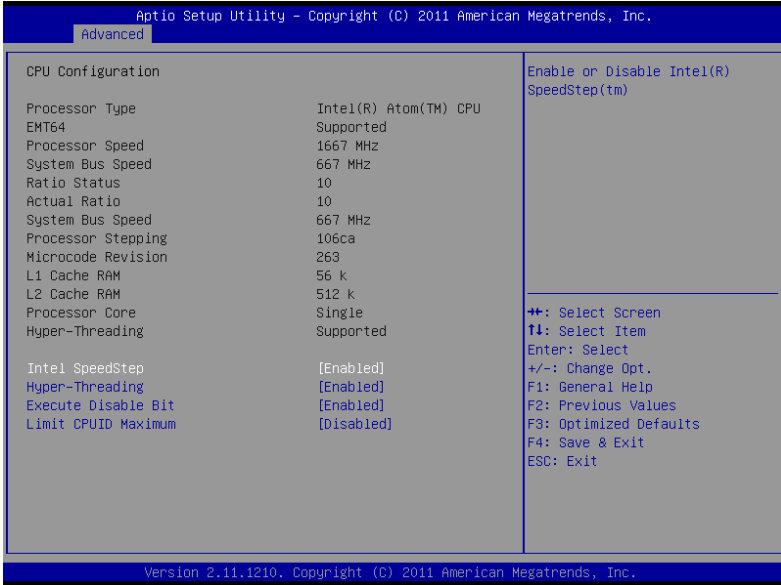 Aptio Setup Utility – Copyright (C) 2011 American Megatrends, Inc.
Advanced
CPU Configuration
Processor Type Intel(R) Atom(TM) CPU
EMT64 Supported
Processor Speed 1667 MHz
System Bus Speed 667 MHz
Ratio Status 10
Actual Ratio 10
System Bus Speed 667 MHz
Processor Stepping 106ca
Microcode Revision 263
L1 Cache RAM 56 k
L2 Cache RAM 512 k
Processor Core Single
Hyper-Threading Supported
Intel SpeedStep [Enabled]
Hyper-Threading [Enabled]
Execute Disable Bit [Enabled]
Limit CPUID Maximum [Disabled]
Enable or Disable Intel(R)
SpeedStep(tm)
→←: Select Screen
↑↓: Select Item
Enter: Select
+/-: Change Opt.
F1: General Help
F2: Previous Values
F3: Optimized Defaults
F4: Save & Exit
ESC: Exit
Version 2.11.1210. Copyright (C) 2011 American Megatrends, Inc.